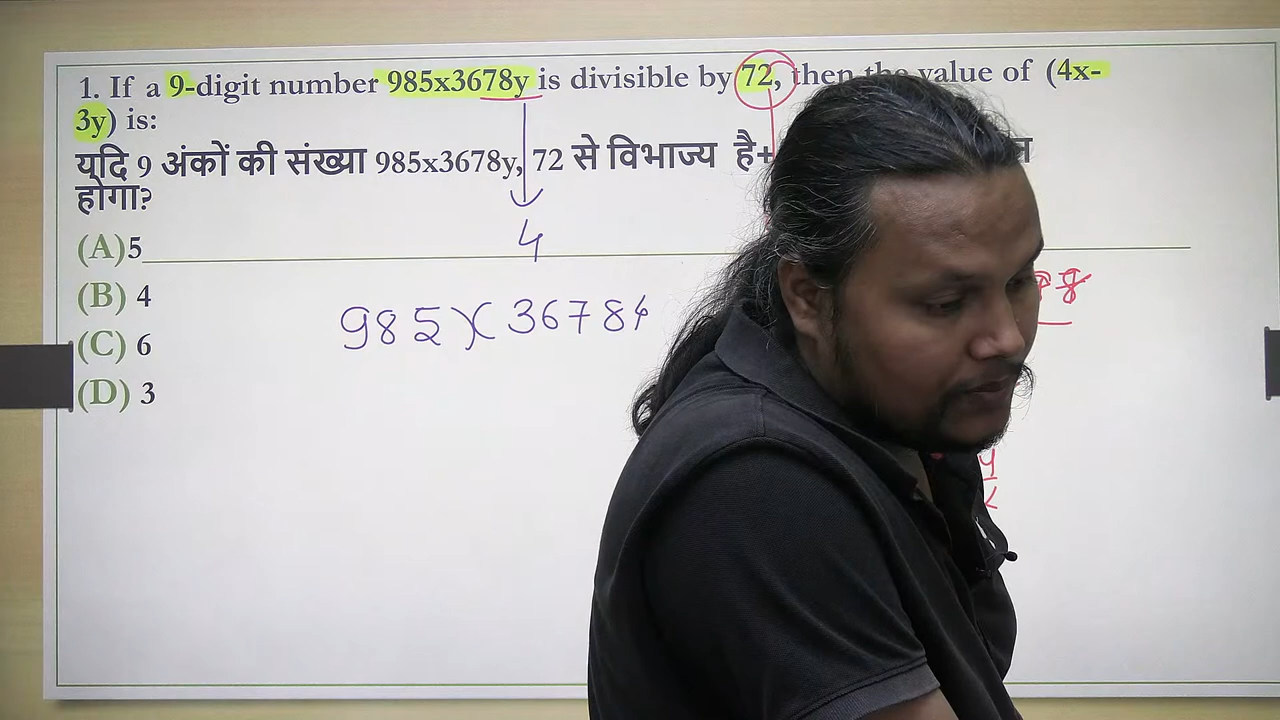 1. If a 9-digit number 985x3678y is divisible by 72, then the value of (4x-
3y) is:
यदि 9 अंकों की संख्या 985x3678y, 72 से विभाज्य है+
होगा?
4
(A)5
(B) 4
985x36784
8
(C) 6
(D) 3